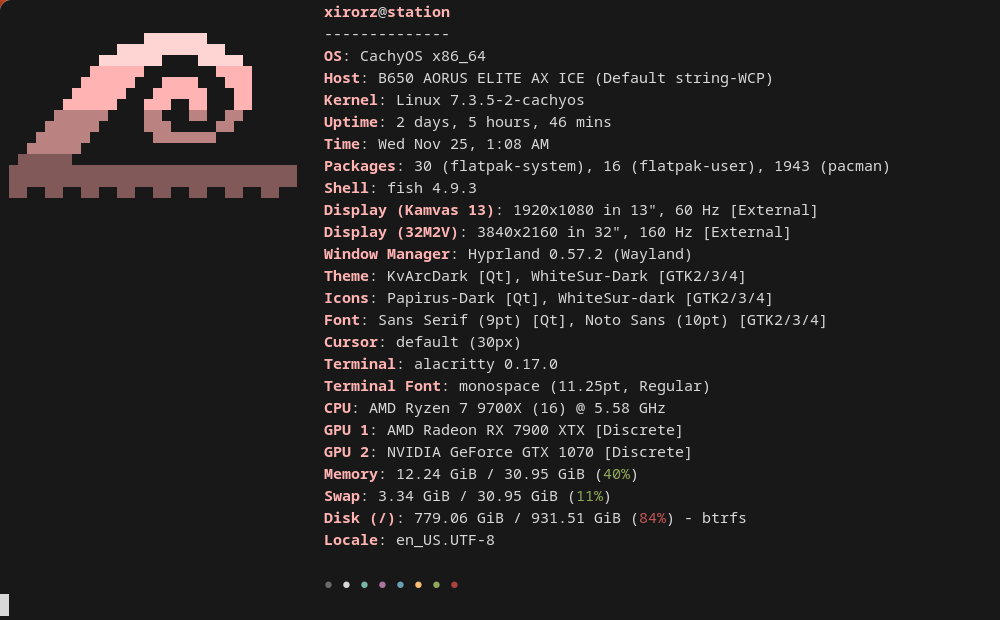 xirorz@station
--------------
OS: CachyOS x86_64
Host: B650 AORUS ELITE AX ICE (Default string-WCP)
Kernel: Linux 7.3.5-2-cachyos
Uptime: 2 days, 5 hours, 46 mins
Time: Wed Nov 25, 1:08 AM
Packages: 30 (flatpak-system), 16 (flatpak-user), 1943 (pacman)
Shell: fish 4.9.3
Display (Kamvas 13): 1920x1080 in 13", 60 Hz [External]
Display (32M2V): 3840x2160 in 32", 160 Hz [External]
Window Manager: Hyprland 0.57.2 (Wayland)
Theme: KvArcDark [Qt], WhiteSur-Dark [GTK2/3/4]
Icons: Papirus-Dark [Qt], WhiteSur-dark [GTK2/3/4]
Font: Sans Serif (9pt) [Qt], Noto Sans (10pt) [GTK2/3/4]
Cursor: default (30px)
Terminal: alacritty 0.17.0
Terminal Font: monospace (11.25pt, Regular)
CPU: AMD Ryzen 7 9700X (16) @ 5.58 GHz
GPU 1: AMD Radeon RX 7900 XTX [Discrete]
GPU 2: NVIDIA GeForce GTX 1070 [Discrete]
Memory: 12.24 GiB / 30.95 GiB (40%)
Swap: 3.34 GiB / 30.95 GiB (11%)
Disk (/): 779.06 GiB / 931.51 GiB (84%) - btrfs
Locale: en_US.UTF-8